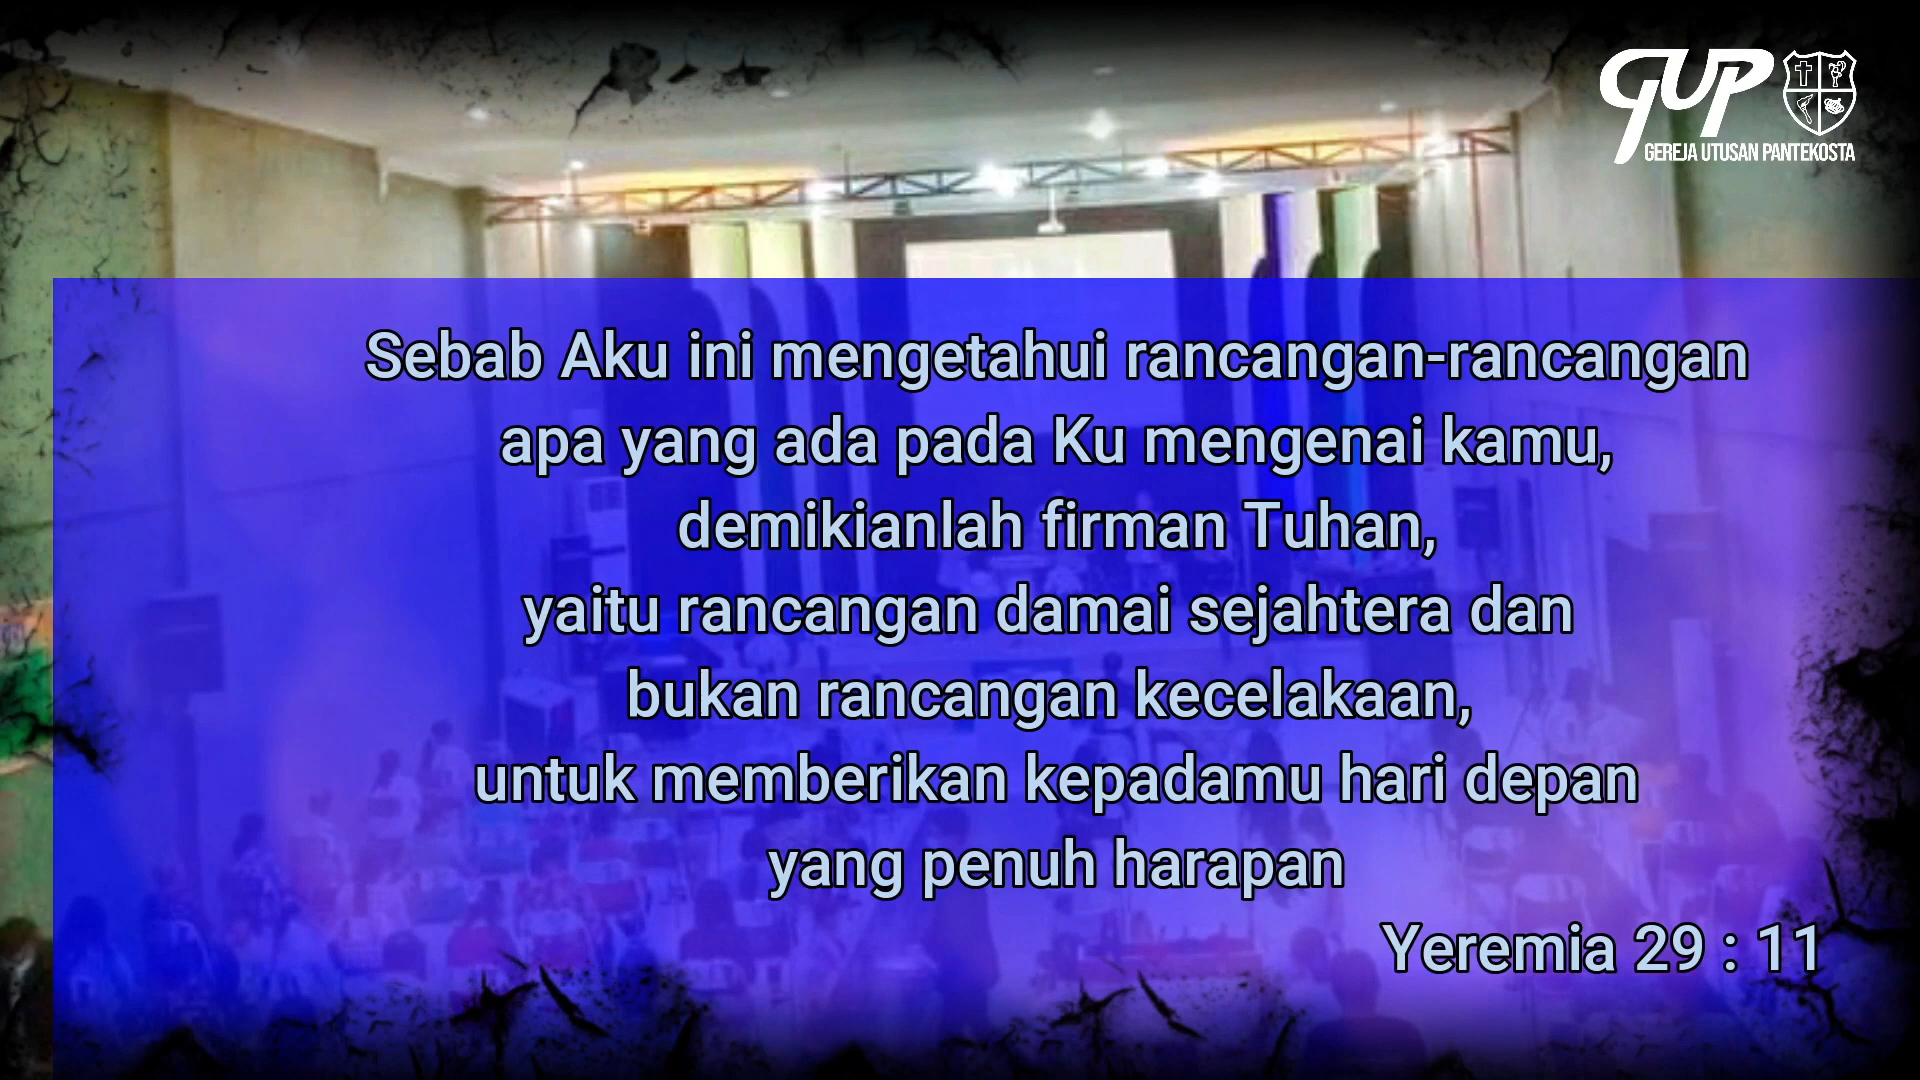 GUP
GEREJA UTUSAN PANTEKOSTA
Sebab Aku ini mengetahui rancangan-rancangan
apa yang ada pada Ku mengenai kamu,
demikianlah firman Tuhan,
yaitu rancangan damai sejahtera dan
bukan rancangan kecelakaan,
untuk memberikan kepadamu hari depan
yang penuh harapan
Yeremia 29 : 11